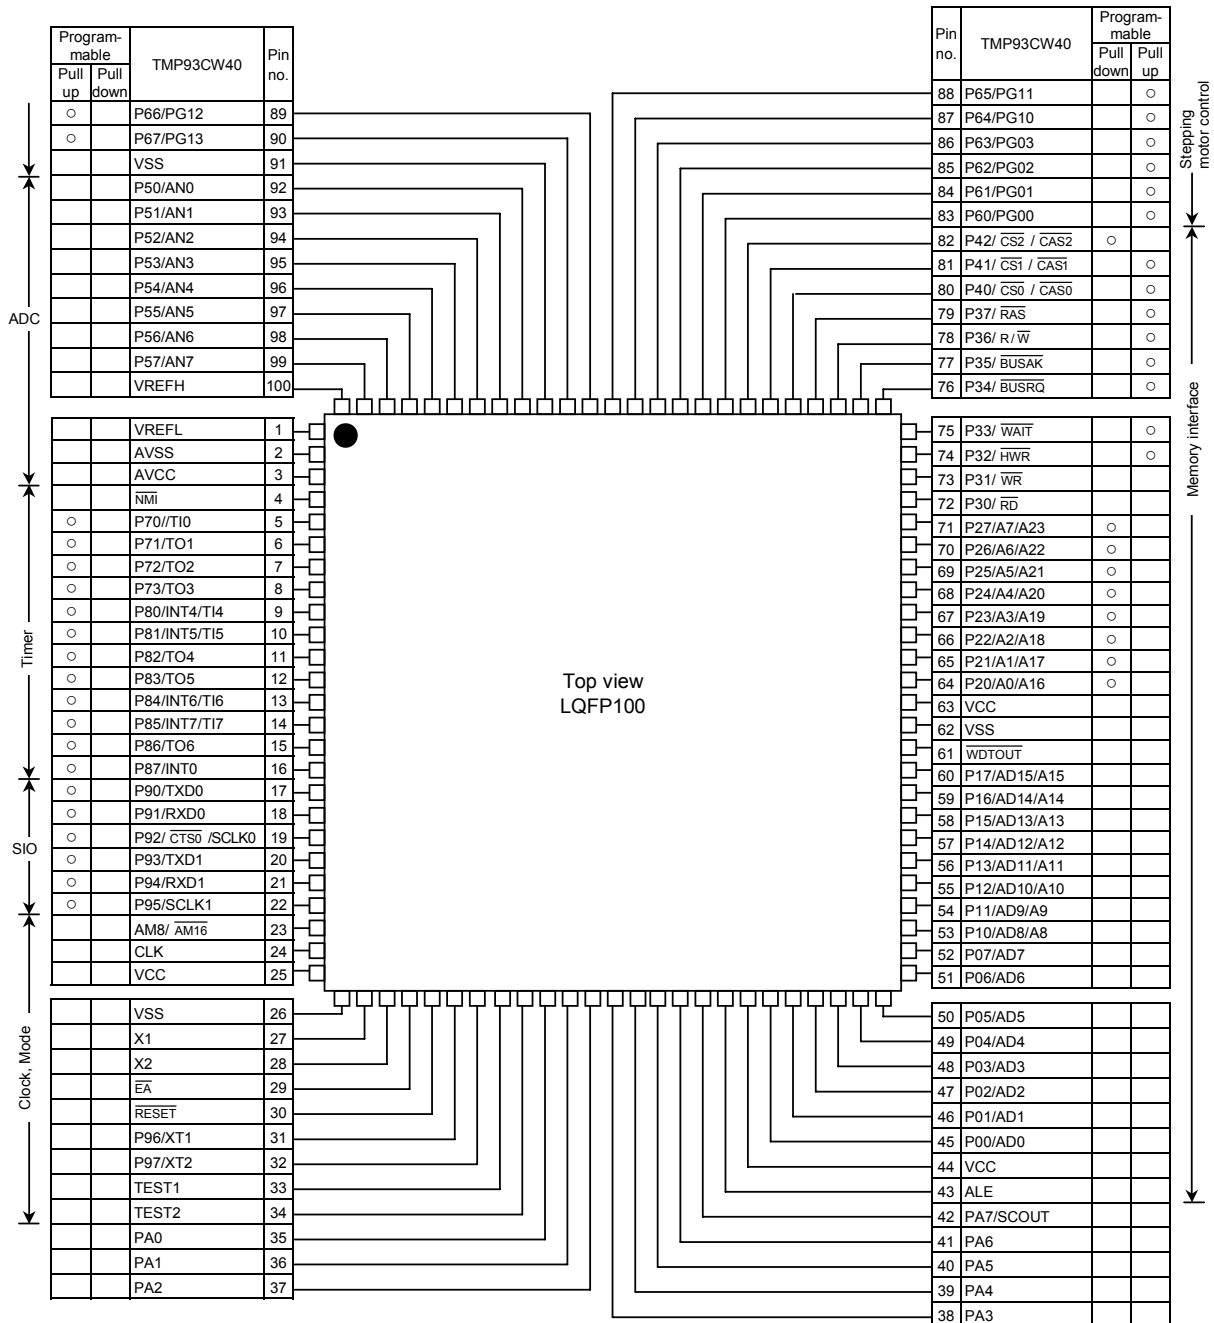 Program-
mable
Pull
up
Pull
down
TMP93CW40
Pin
no.
P66/PG12 89
P67/PG13 90
VSS 91
P50/AN0 92
P51/AN1 93
P52/AN2 94
P53/AN3 95
P54/AN4 96
P55/AN5 97
P56/AN6 98
P57/AN7 99
VREFH 100
ADC
VREFL 1
AVSS 2
AVCC 3
NMI 4
P70//TI0 5
P71/TO1 6
P72/TO2 7
P73/TO3 8
P80/INT4/TI4 9
P81/INT5/TI5 10
P82/TO4 11
P83/TO5 12
P84/INT6/TI6 13
P85/INT7/TI7 14
P86/TO6 15
P87/INT0 16
Timer
P90/TXD0 17
P91/RXD0 18
P92/ CTS0 /SCLK0 19
P93/TXD1 20
P94/RXD1 21
P95/SCLK1 22
SIO
AM8/ AM16 23
CLK 24
VCC 25
VSS 26
X1 27
X2 28
EA 29
RESET 30
P96/XT1 31
P97/XT2 32
TEST1 33
TEST2 34
PA0 35
PA1 36
PA2 37
Clock, Mode
Top view
LQFP100
Pin
no.
TMP93CW40
Program-
mable
Pull
down
Pull
up
88 P65/PG11
87 P64/PG10
86 P63/PG03
85 P62/PG02
84 P61/PG01
83 P60/PG00
Stepping
motor control
82 P42/ CS2 / CAS2
81 P41/ CS1 / CAS1
80 P40/ CS0 / CAS0
79 P37/ RAS
78 P36/ R/W
77 P35/ BUSAK
76 P34/ BUSRQ
75 P33/ WAIT
74 P32/ HWR
73 P31/ WR
72 P30/ RD
71 P27/A7/A23
70 P26/A6/A22
69 P25/A5/A21
68 P24/A4/A20
67 P23/A3/A19
66 P22/A2/A18
65 P21/A1/A17
64 P20/A0/A16
63 VCC
62 VSS
61 WDTOUT
60 P17/AD15/A15
59 P16/AD14/A14
58 P15/AD13/A13
57 P14/AD12/A12
56 P13/AD11/A11
55 P12/AD10/A10
54 P11/AD9/A9
53 P10/AD8/A8
52 P07/AD7
51 P06/AD6
Memory interface
50 P05/AD5
49 P04/AD4
48 P03/AD3
47 P02/AD2
46 P01/AD1
45 P00/AD0
44 VCC
43 ALE
42 PA7/SCOUT
41 PA6
40 PA5
39 PA4
38 PA3